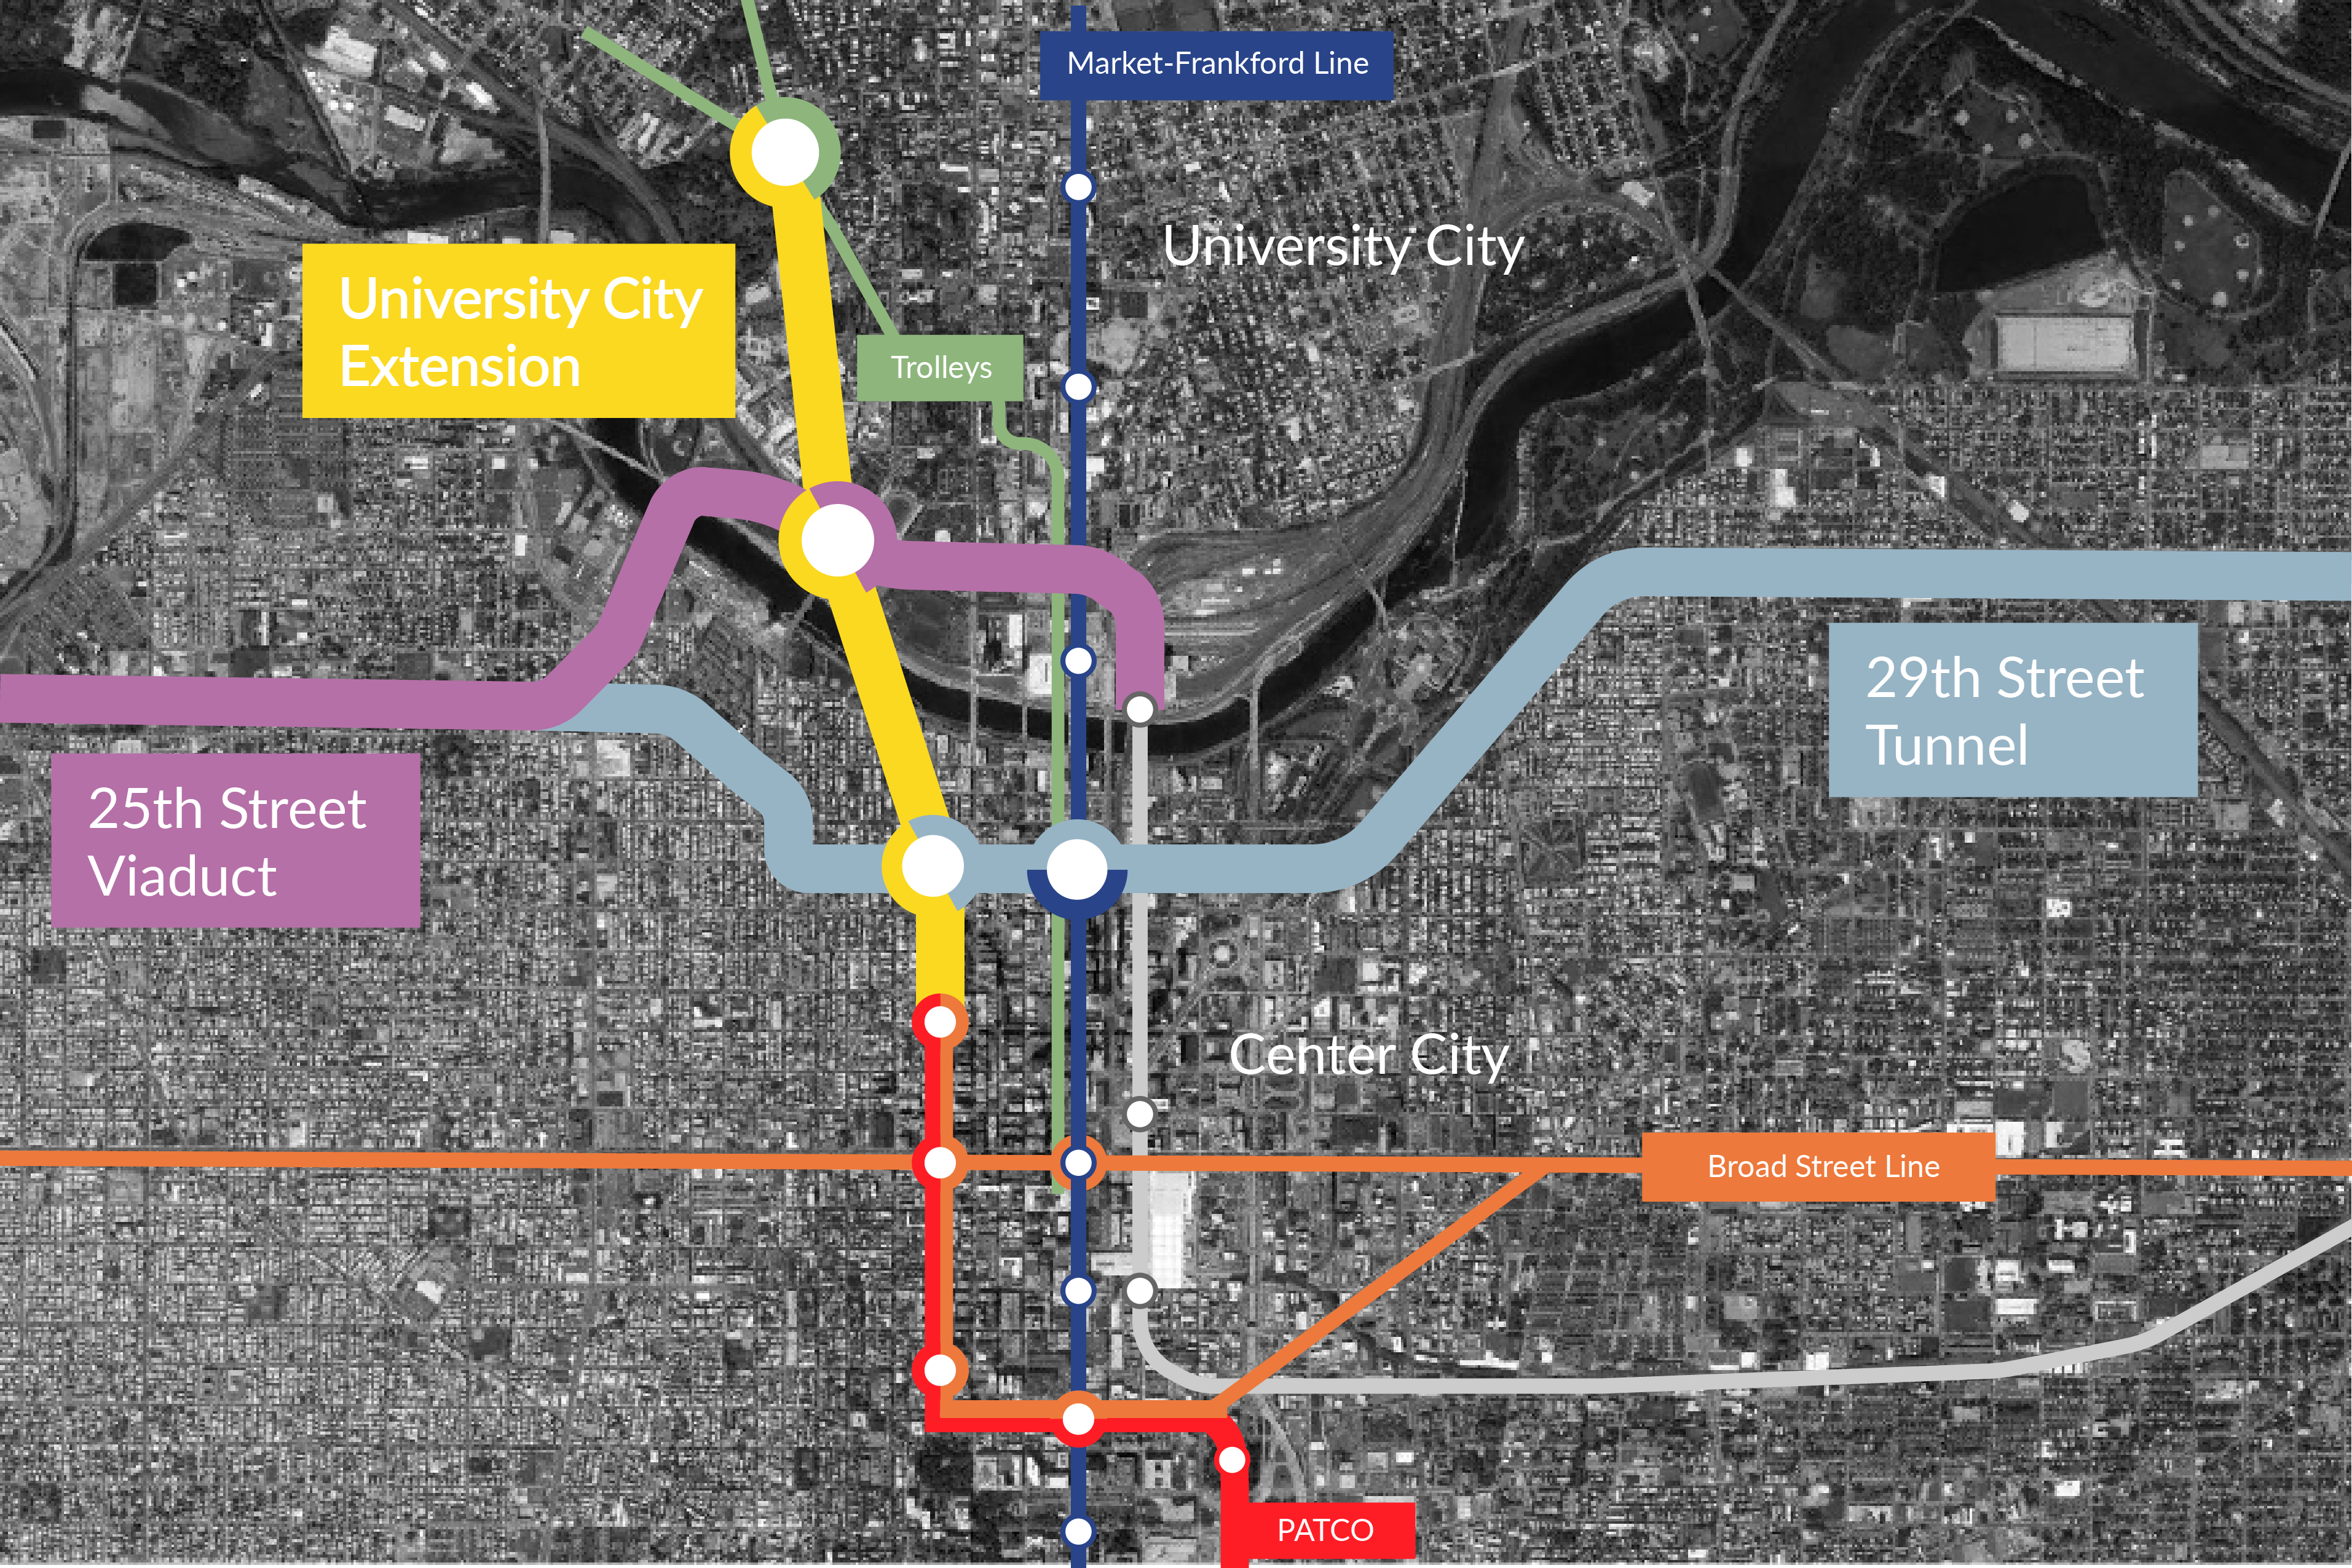 Market-Frankford Line
University City
University City
Extension
Trolleys
29th Street
Tunnel
25th Street
Viaduct
Center City
Broad Street Line
PATCO